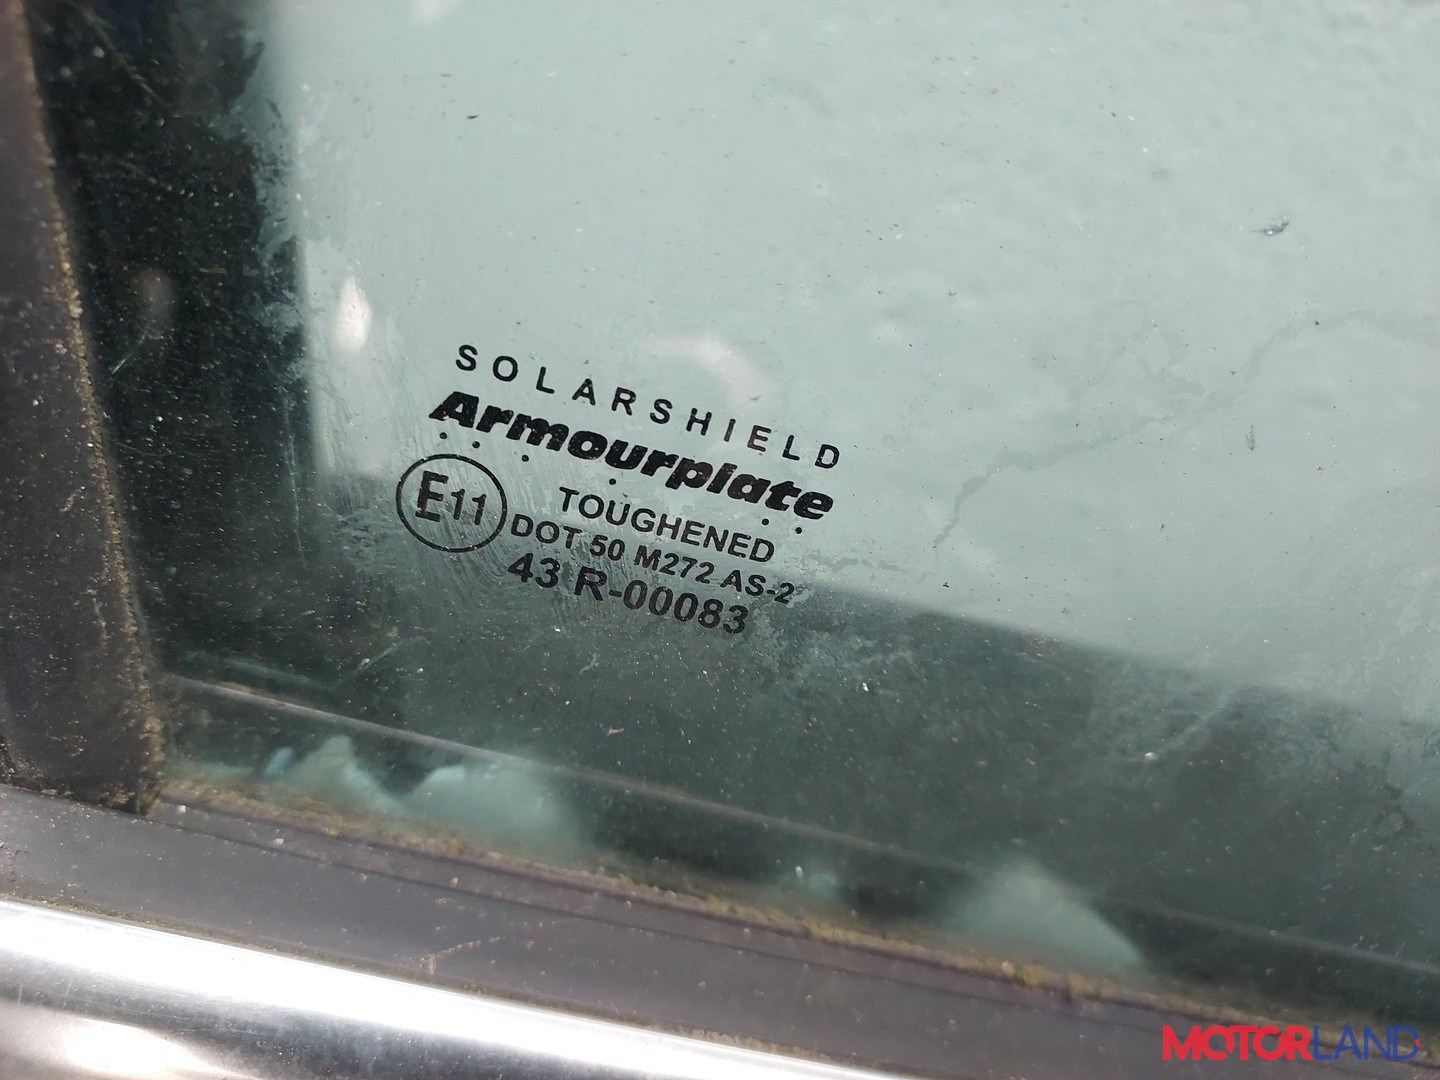 SOLARSHIELD
Armourplate
E11
TOUGHENED
DOT 50 M272 AS-2
43 R-00083
MOTORLAND